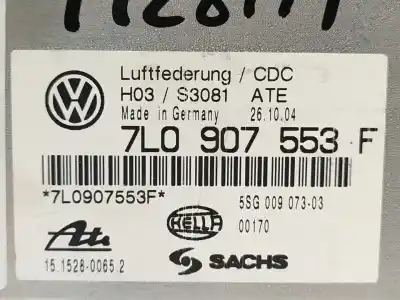 Luftfederung / CDC
H03 / S3081 ATE
Made in Germany 26.10.04
7L0 907 553 F
*7L0907553F*
5SG 009 073-03
HELLA
00170
Ate
15.1528-0065.2
SACHS